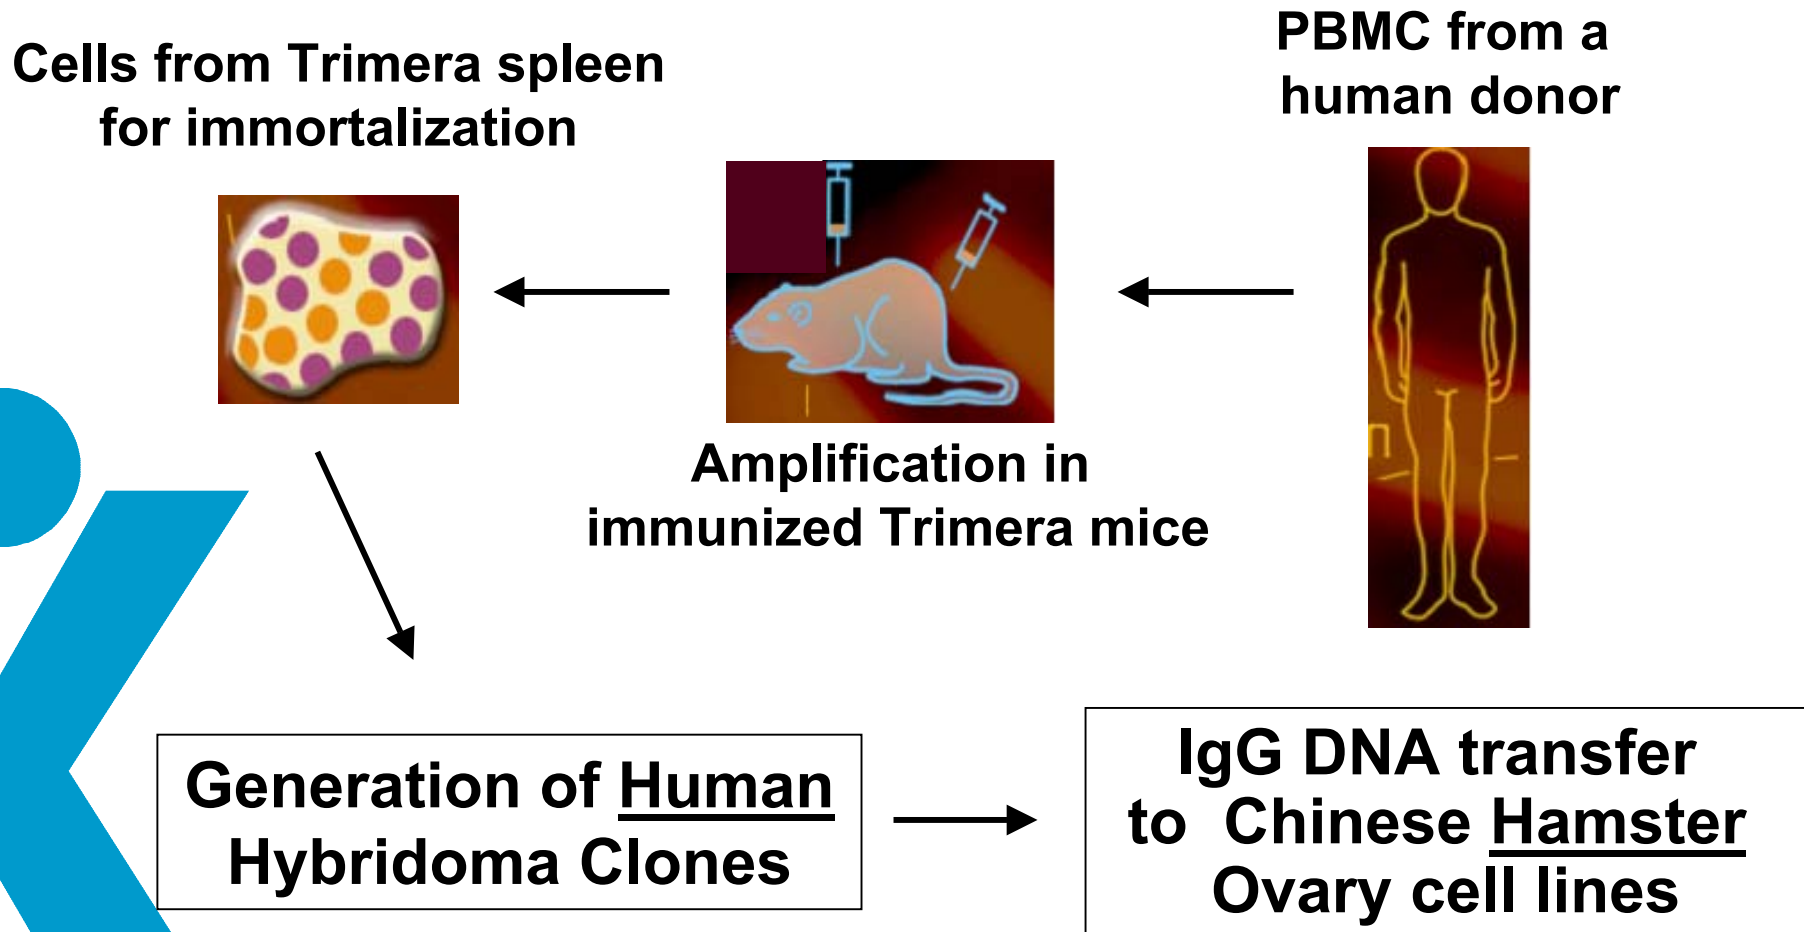 PBMC from a
human donor
Cells from Trimera spleen
for immortalization
Amplification in
immunized Trimera mice
Generation of Human
Hybridoma Clones
IgG DNA transfer
to Chinese Hamster
Ovary cell lines